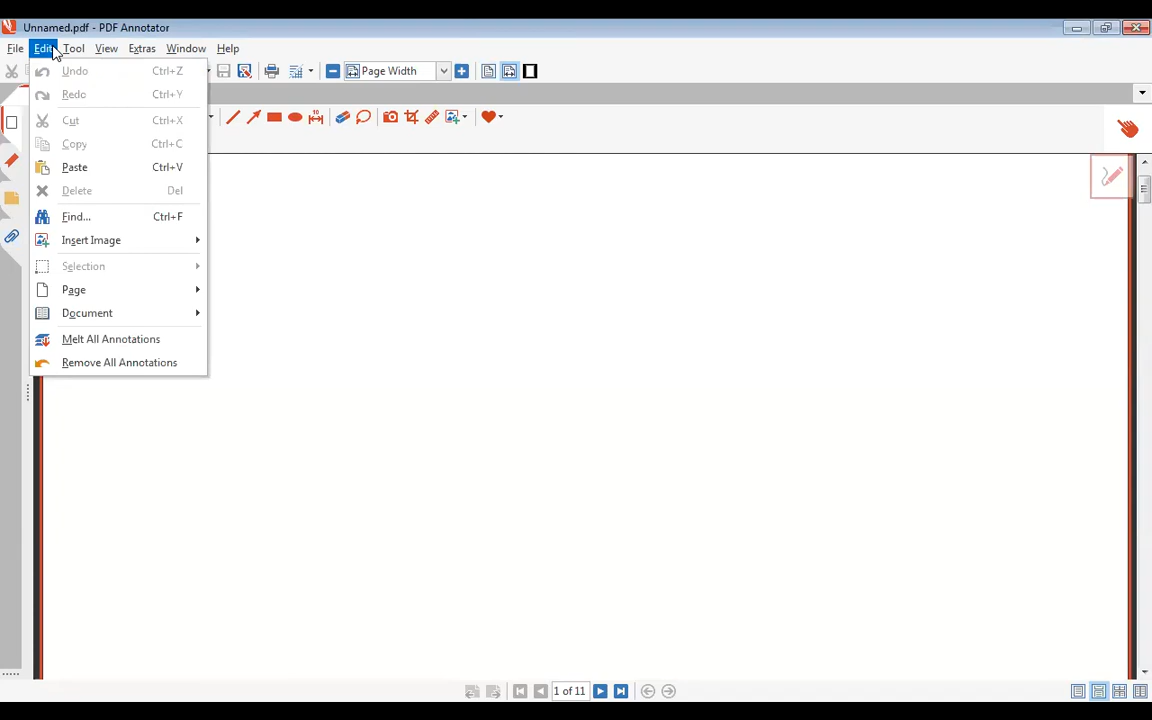 Unnamed.pdf - PDF Annotator
File Edit Tool View Extras Window Help
Page Width
10
Undo Ctrl+Z
Redo Ctrl+Y
Cut Ctrl+X
Copy Ctrl+C
Paste Ctrl+V
Delete Del
Find... Ctrl+F
Insert Image
Selection
Page
Document
Melt All Annotations
Remove All Annotations
1 of 11